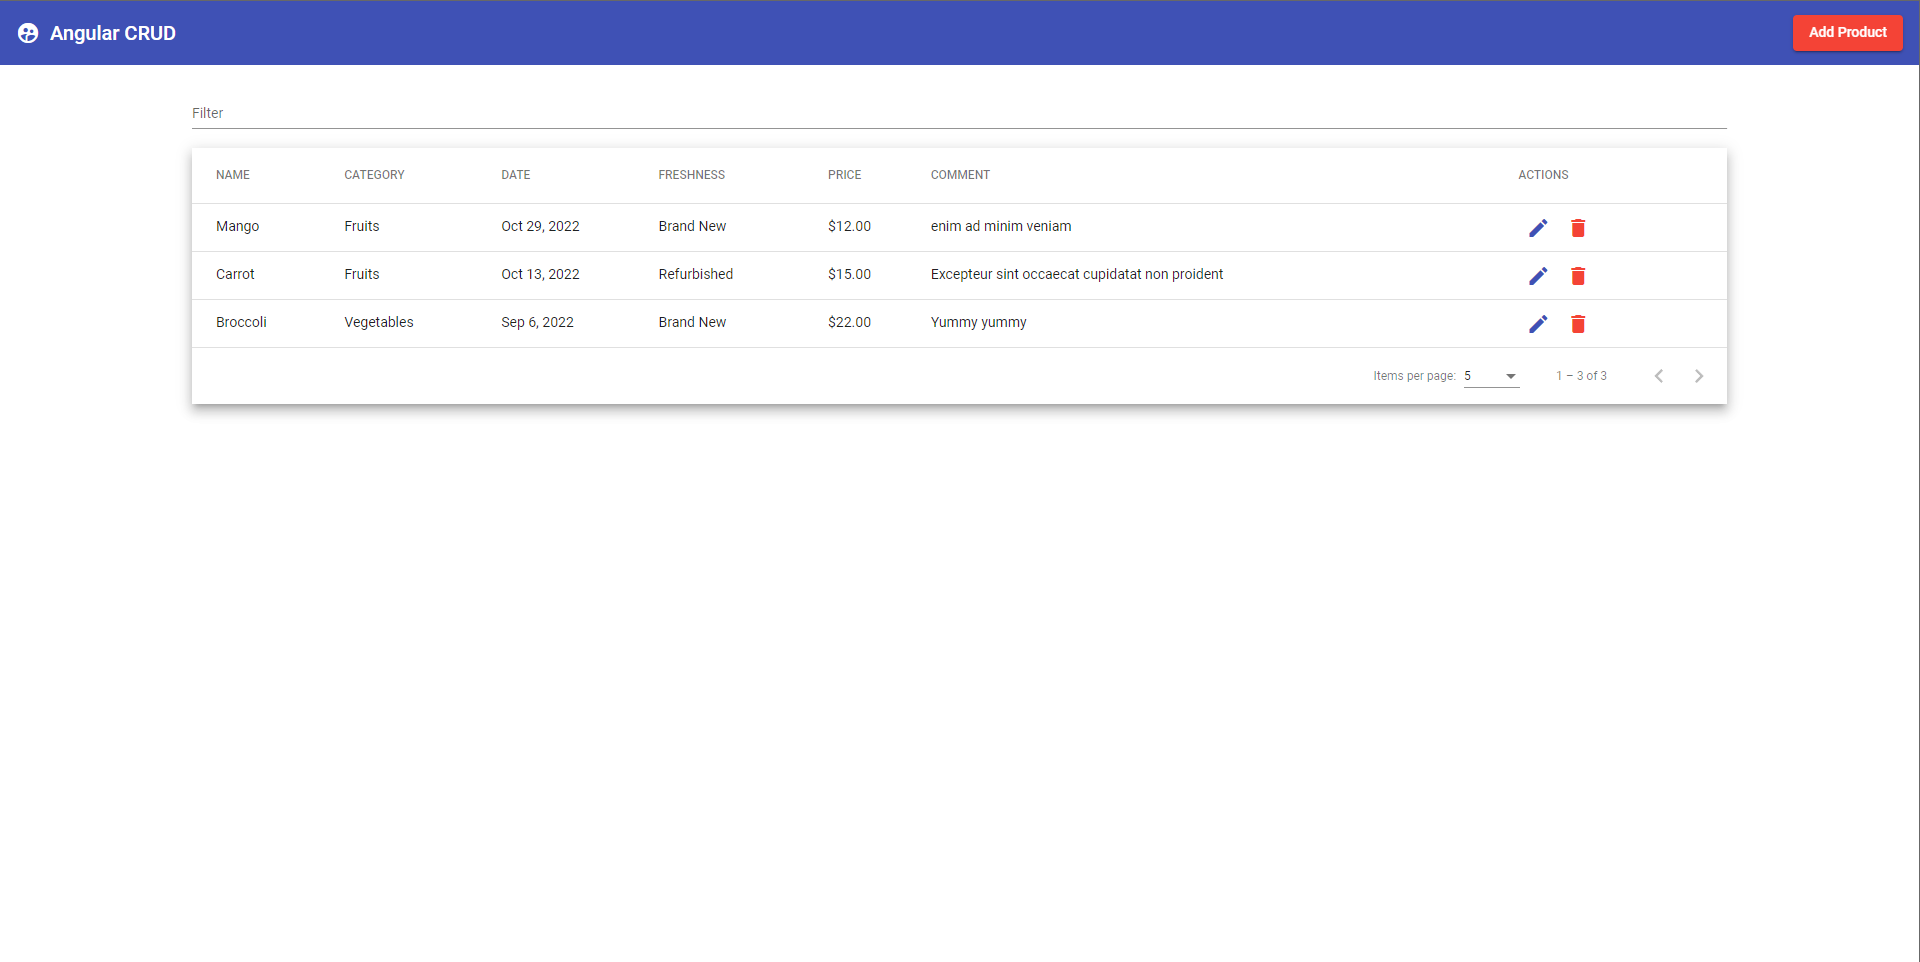 Angular CRUD
Add Product
Filter
NAME CATEGORY DATE FRESHNESS PRICE COMMENT ACTIONS
Mango Fruits Oct 29, 2022 Brand New $12.00 enim ad minim veniam
Carrot Fruits Oct 13, 2022 Refurbished $15.00 Excepteur sint occaecat cupidatat non proident
Broccoli Vegetables Sep 6, 2022 Brand New $22.00 Yummy yummy
Items per page: 5 1 – 3 of 3